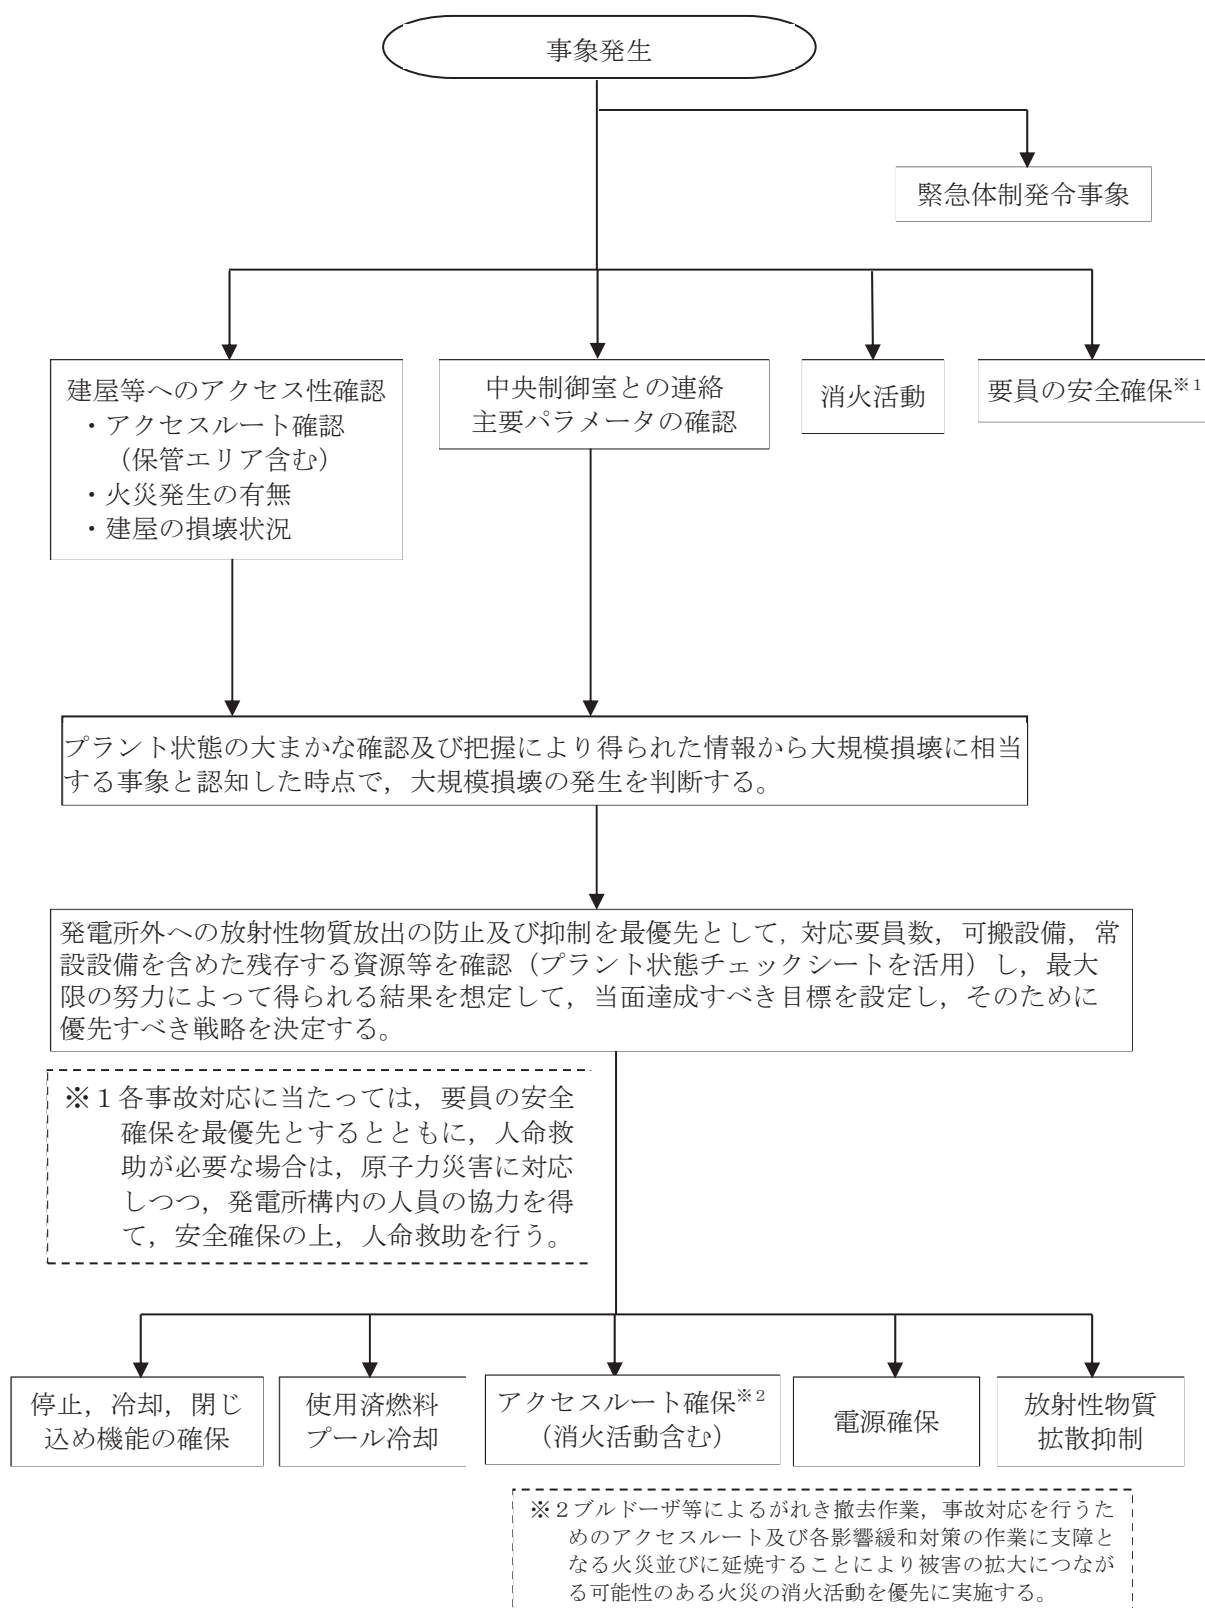 事象発生
緊急体制発令事象
建屋等へのアクセス性確認
・アクセスルート確認
（保管エリア含む）
・火災発生の有無
・建屋の損壊状況
中央制御室との連絡
主要パラメータの確認
消火活動
要員の安全確保※1
プラント状態の大まかな確認及び把握により得られた情報から大規模損壊に相当
する事象と認知した時点で，大規模損壊の発生を判断する。
発電所外への放射性物質放出の防止及び抑制を最優先として，対応要員数，可搬設備，常
設設備を含めた残存する資源等を確認（プラント状態チェックシートを活用）し，最大
限の努力によって得られる結果を想定して，当面達成すべき目標を設定し，そのために
優先すべき戦略を決定する。
※１各事故対応に当たっては，要員の安全
確保を最優先とするとともに，人命救
助が必要な場合は，原子力災害に対応
しつつ，発電所構内の人員の協力を得
て，安全確保の上，人命救助を行う。
停止，冷却，閉じ
込め機能の確保
使用済燃料
プール冷却
アクセスルート確保※2
（消火活動含む）
電源確保
放射性物質
拡散抑制
※２ブルドーザ等によるがれき撤去作業，事故対応を行うた
めのアクセスルート及び各影響緩和対策の作業に支障と
なる火災並びに延焼することにより被害の拡大につなが
る可能性のある火災の消火活動を優先に実施する。